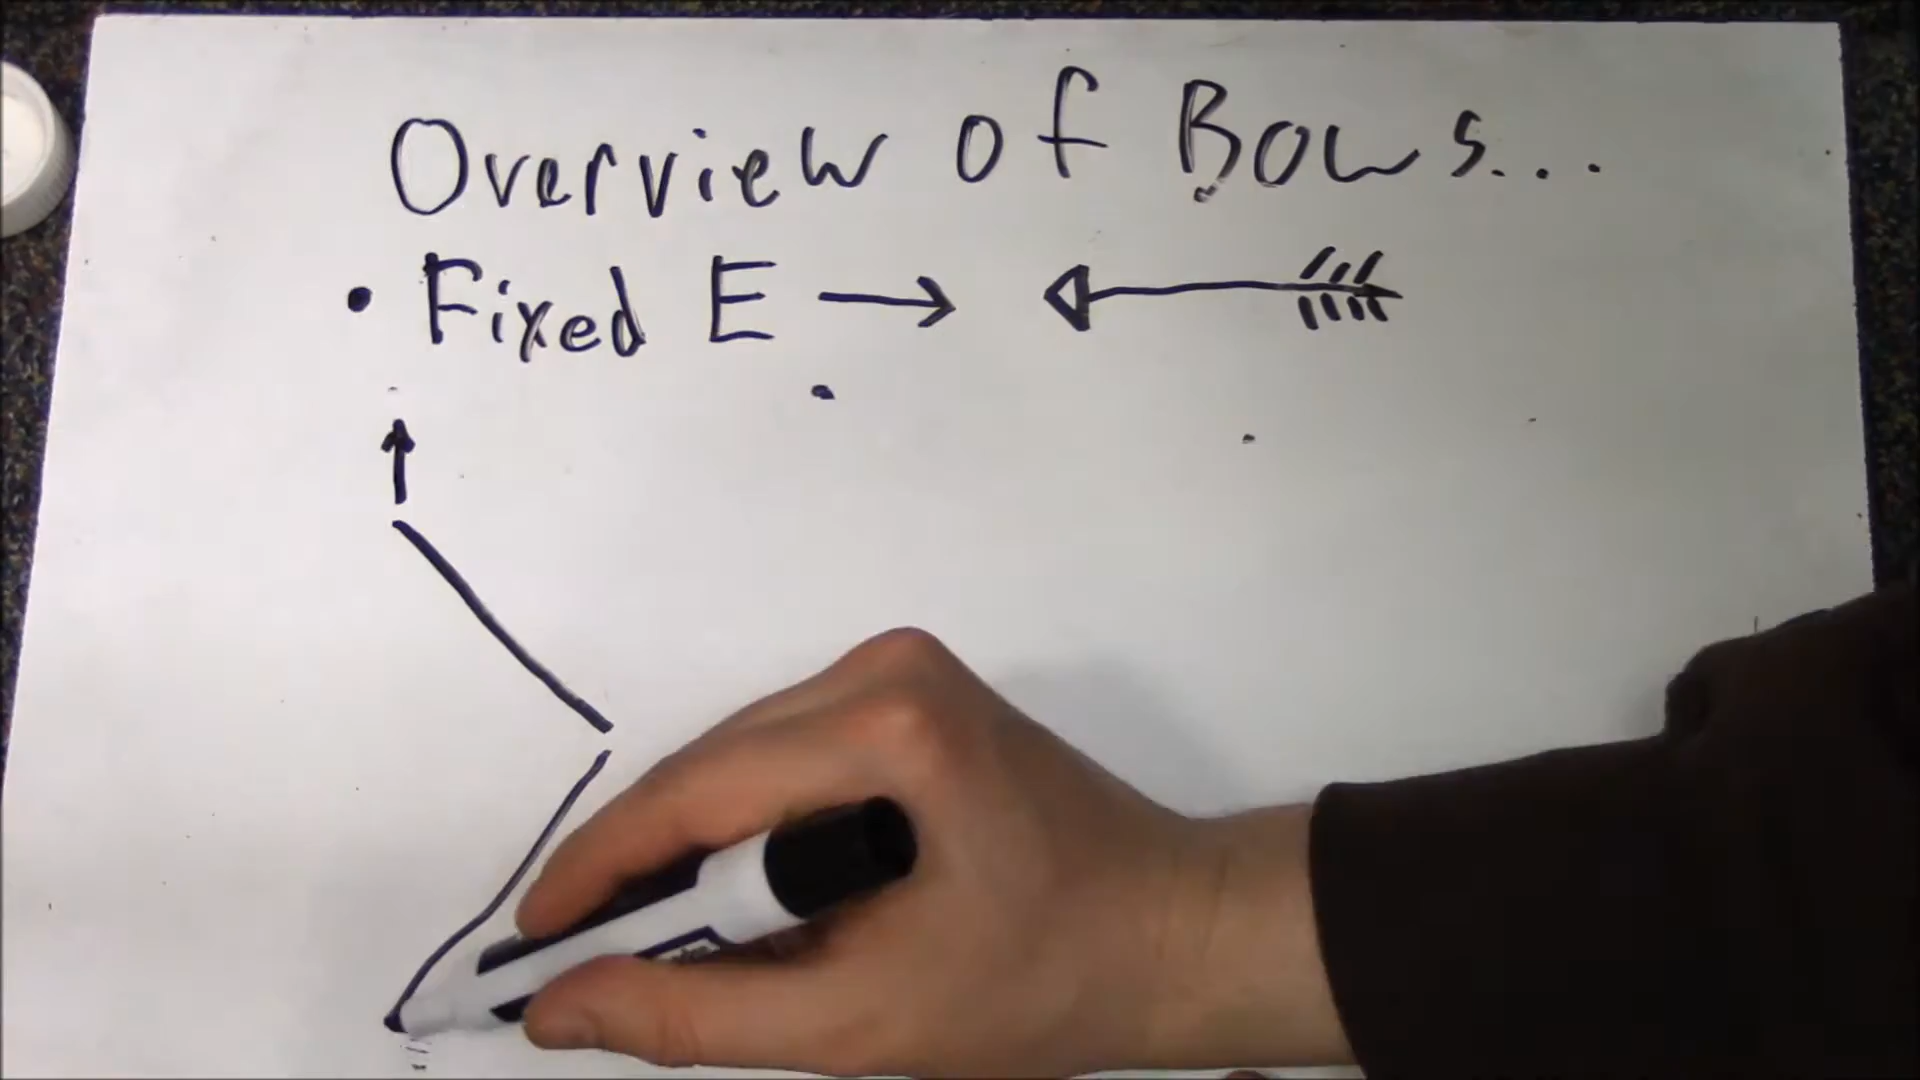 Overview of Bows...
• Fixed E →